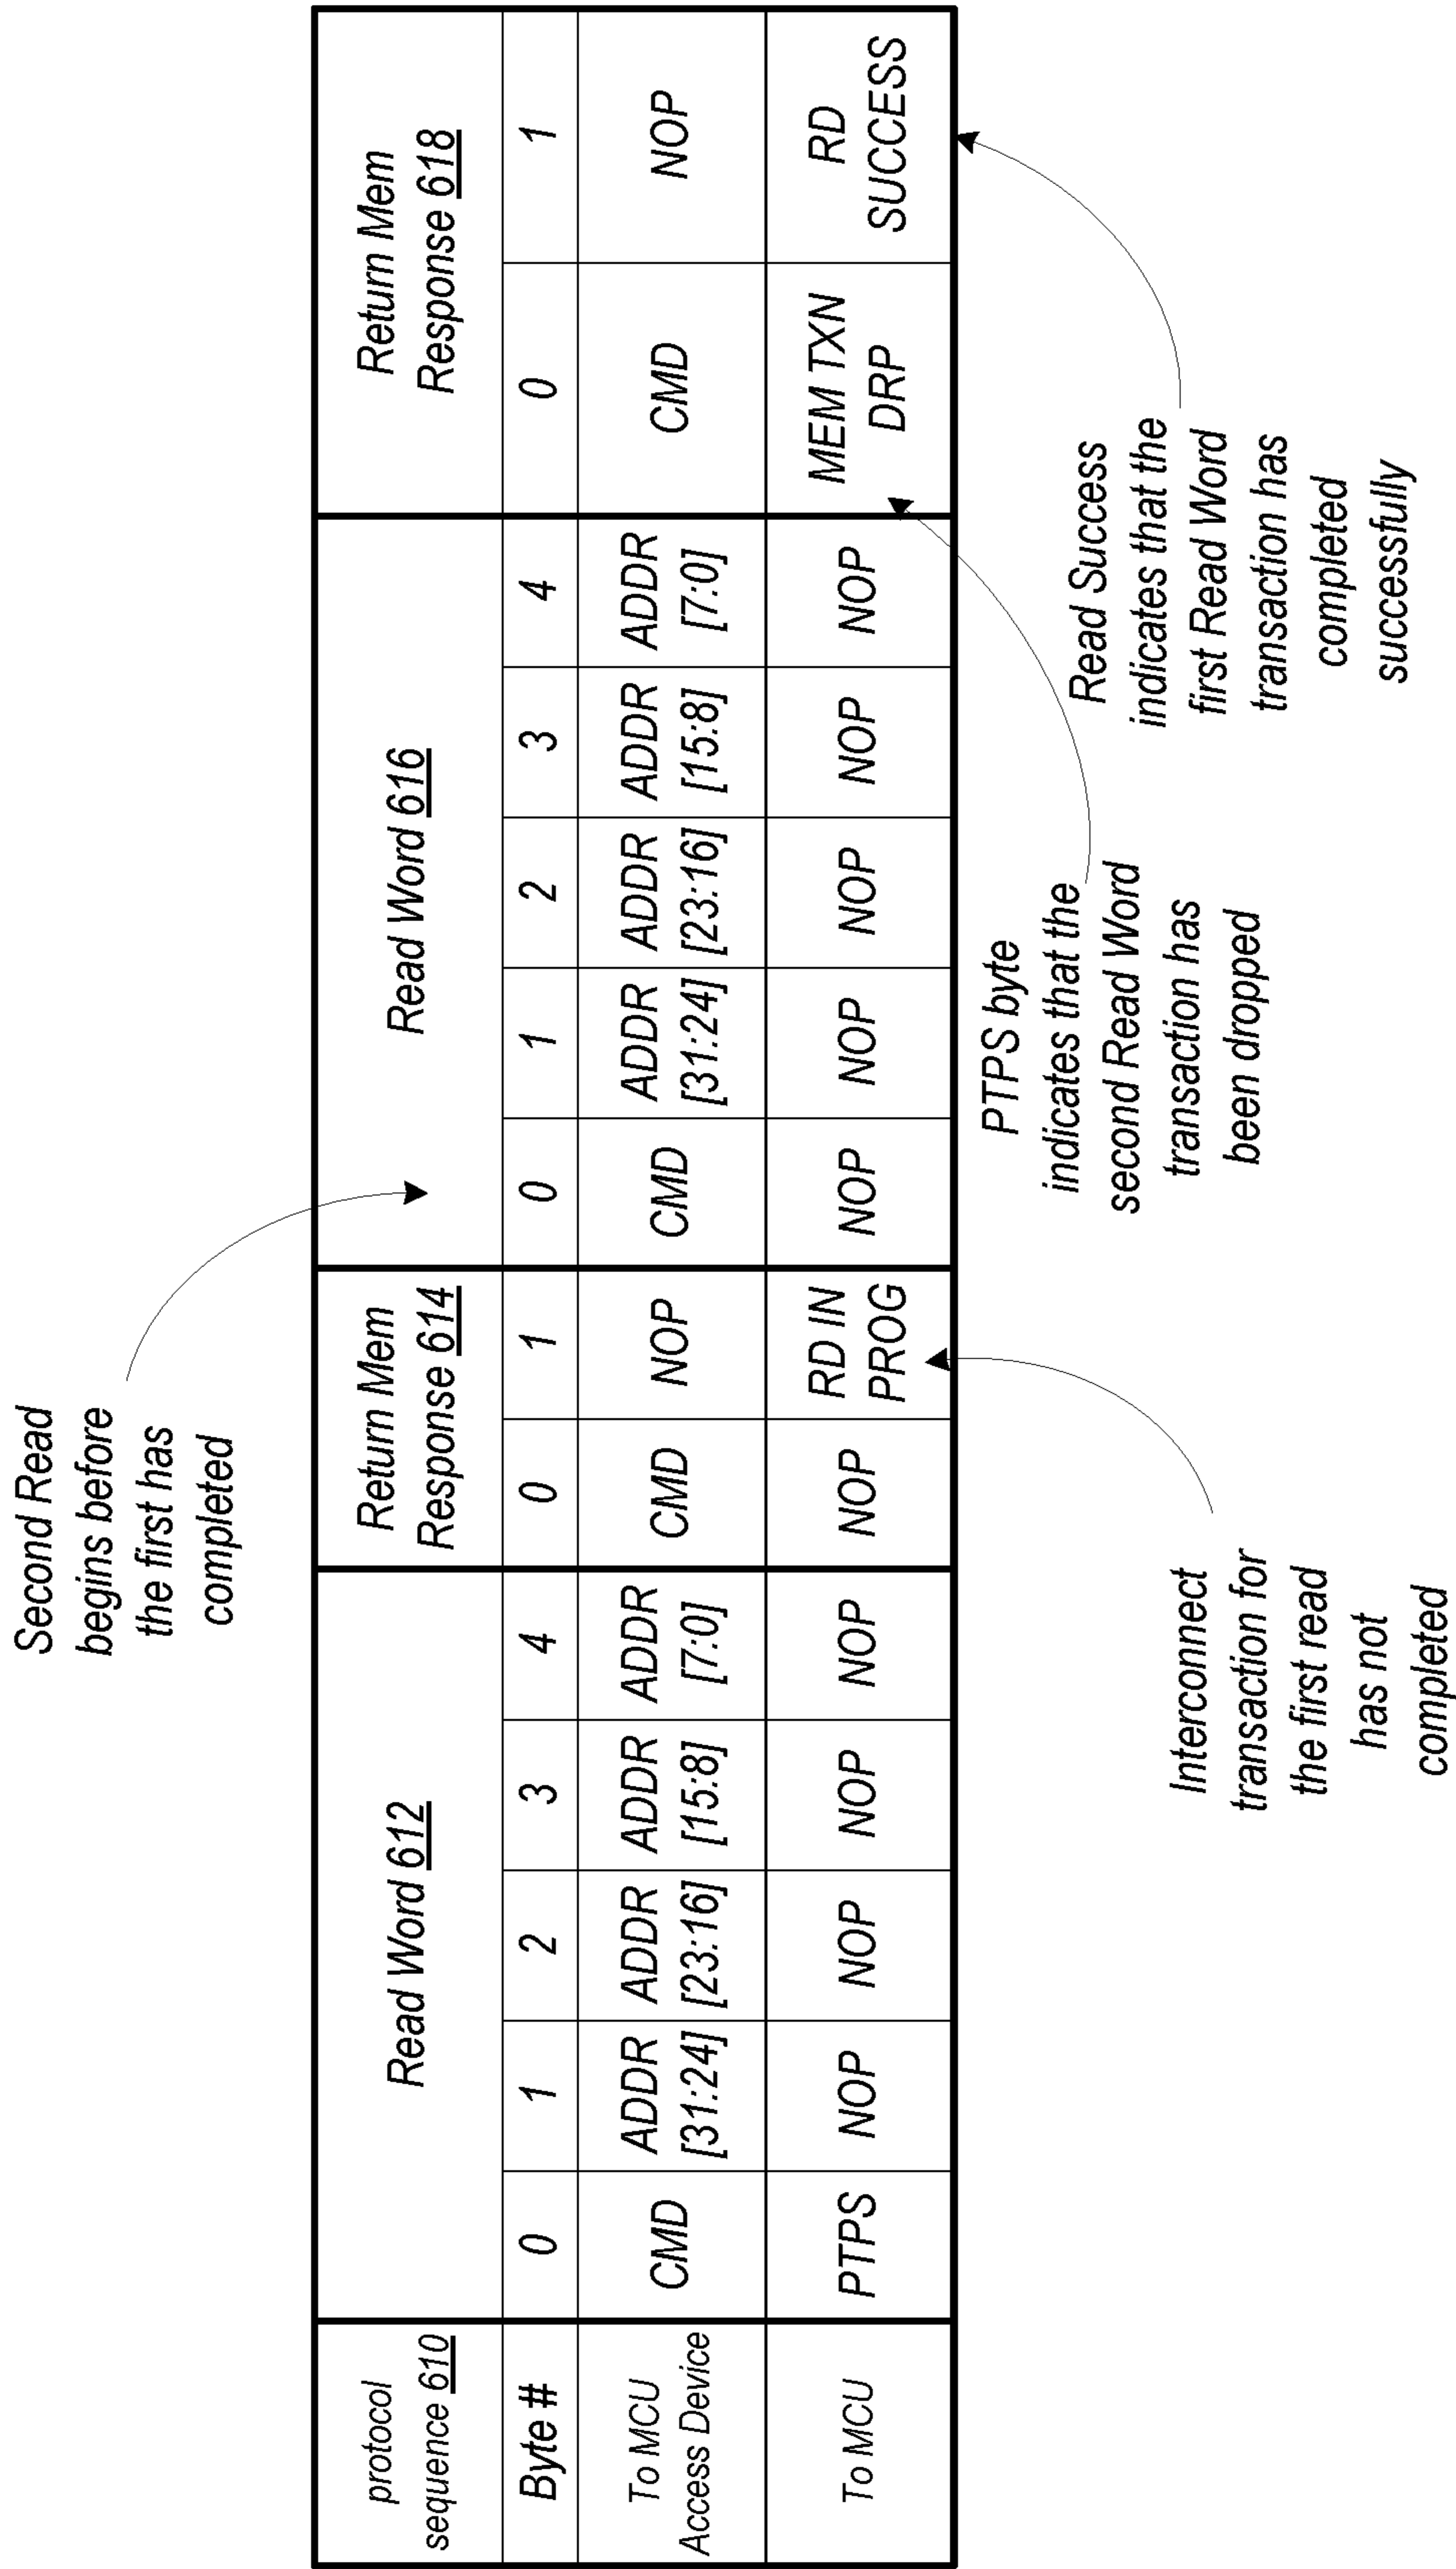 Second Read
begins before
the first has
completed
protocol
sequence 610
Read Word 612
Return Mem
Response 614
Read Word 616
Return Mem
Response 618
Byte # 0 1 2 3 4 0 1 0 1 2 3 4 0 1
To MCU
Access Device
CMD
ADDR
[31:24]
ADDR
[23:16]
ADDR
[15:8]
ADDR
[7:0]
CMD
NOP
CMD
ADDR
[31:24]
ADDR
[23:16]
ADDR
[15:8]
ADDR
[7:0]
CMD
NOP
To MCU
PTPS
NOP
NOP
NOP
NOP
NOP
RD IN
PROG
NOP
NOP
NOP
NOP
NOP
MEM TXN
DRP
RD
SUCCESS
Interconnect
transaction for
the first read
has not
completed
PTPS byte
indicates that the
second Read Word
transaction has
been dropped
Read Success
indicates that the
first Read Word
transaction has
completed
successfully